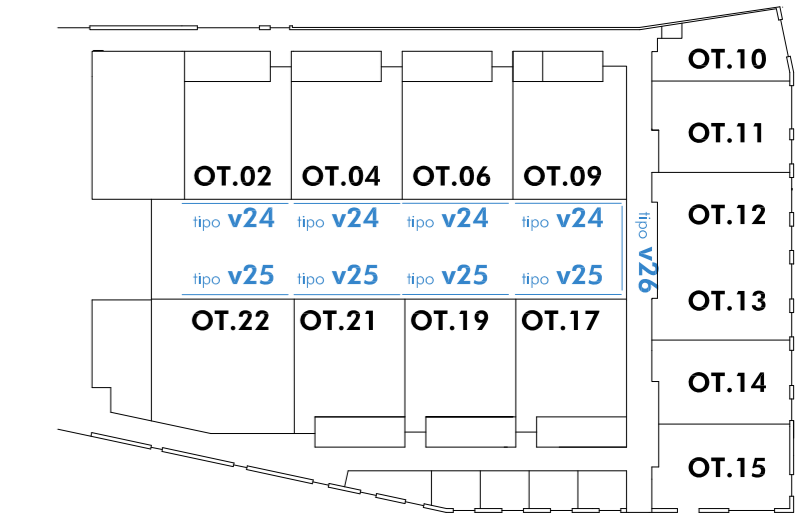 OT.10
OT.11
OT.02 OT.04 OT.06 OT.09
tipo v24 tipo v24 tipo v24 tipo v24
OT.12
tipo v26
tipo v25 tipo v25 tipo v25 tipo v25
OT.13
OT.22 OT.21 OT.19 OT.17
OT.14
OT.15